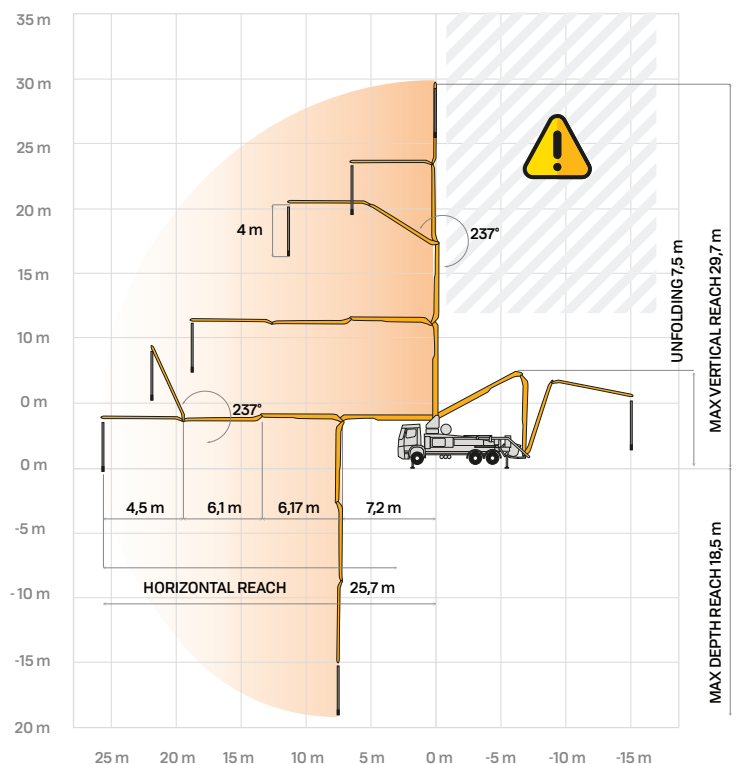 35 m
30 m
25 m
20 m
15 m
10 m
0 m
0 m
-5 m
-10 m
-15 m
20 m
4 m
237°
237°
4,5 m
6,1 m
6,17 m
7,2 m
HORIZONTAL REACH
25,7 m
UNFOLDING 7,5 m
MAX VERTICAL REACH 29,7 m
MAX DEPTH REACH 18,5 m
25 m
20 m
15 m
10 m
5 m
0 m
-5 m
-10 m
-15 m